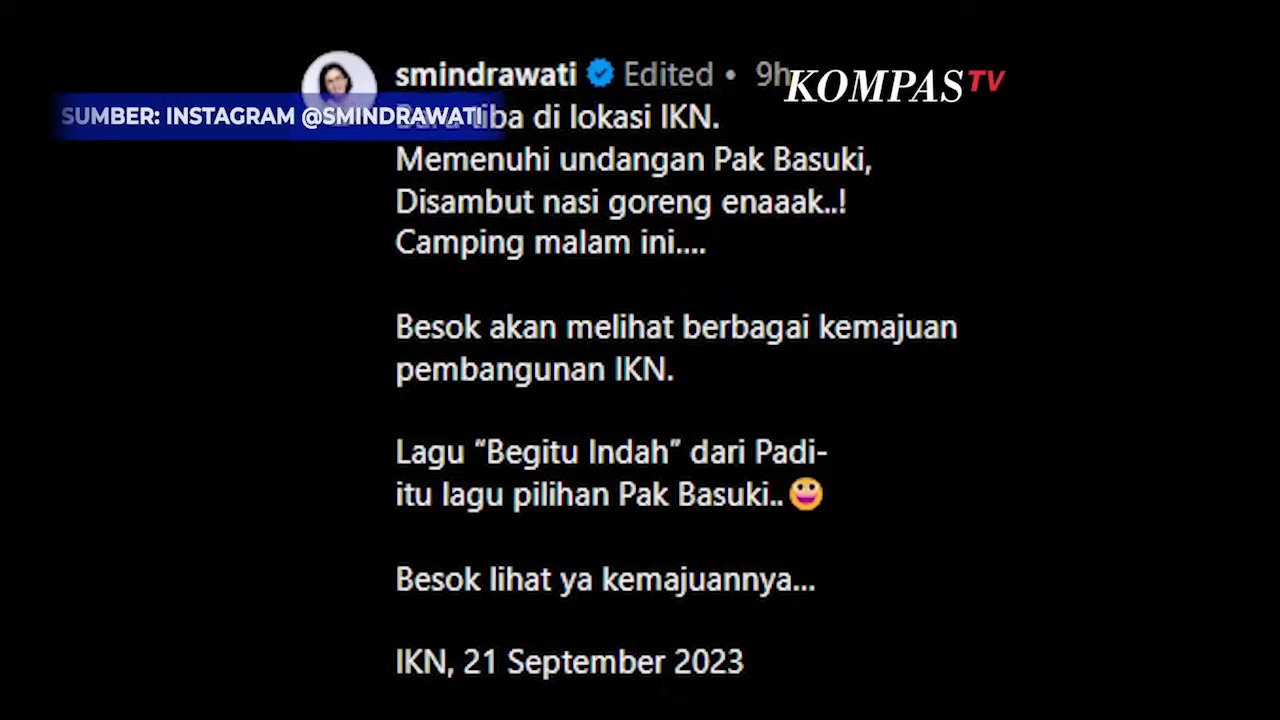 smindrawati Edited • 9h
KOMPAS TV
SUMBER: INSTAGRAM @SMINDRAWATI
tiba di lokasi IKN.
Memenuhi undangan Pak Basuki,
Disambut nasi goreng enaaak..!
Camping malam ini....
Besok akan melihat berbagai kemajuan
pembangunan IKN.
Lagu “Begitu Indah” dari Padi-
itu lagu pilihan Pak Basuki..😀
Besok lihat ya kemajuannya...
IKN, 21 September 2023